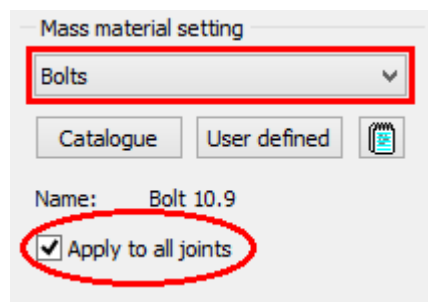 Mass material setting
Bolts
Catalogue User defined
Name: Bolt 10.9
Apply to all joints